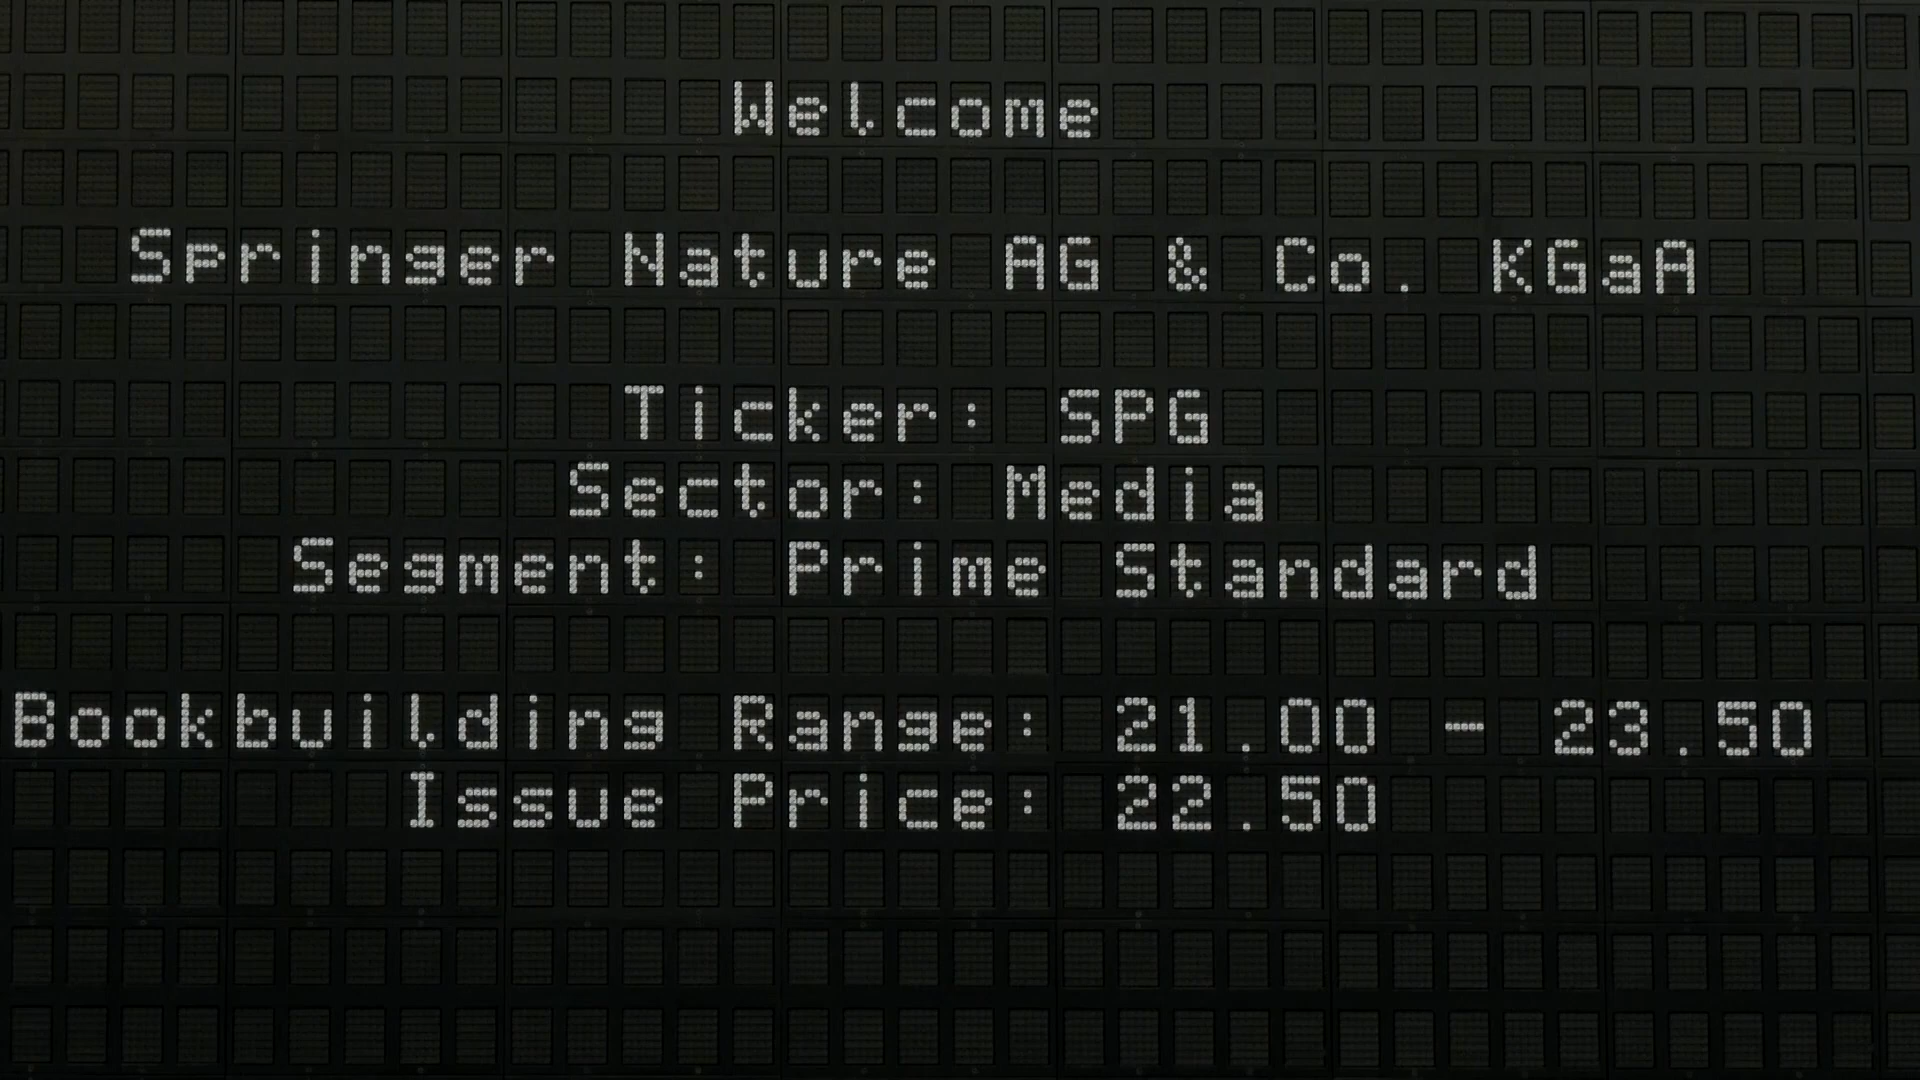 Welcome
Springer Nature AG & Co. KGaA
Ticker: SPG
Sector: Media
Segment: Prime Standard
Bookbuilding Range: 21.00 - 23.50
Issue Price: 22.50